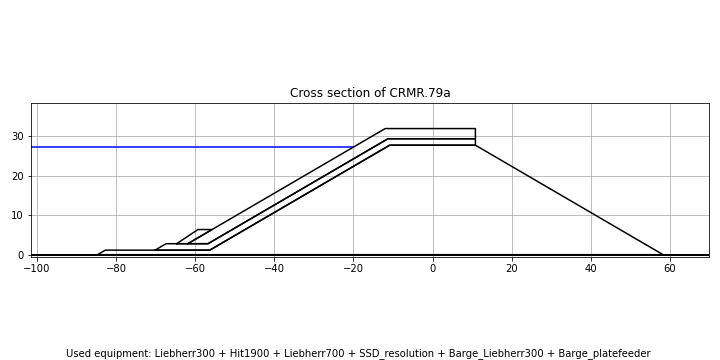 Cross section of CRMR.79a
30
20
10
0
−100 −80 −60 −40 −20 0 20 40 60
Used equipment: Liebherr300 + Hit1900 + Liebherr700 + SSD_resolution + Barge_Liebherr300 + Barge_platefeeder